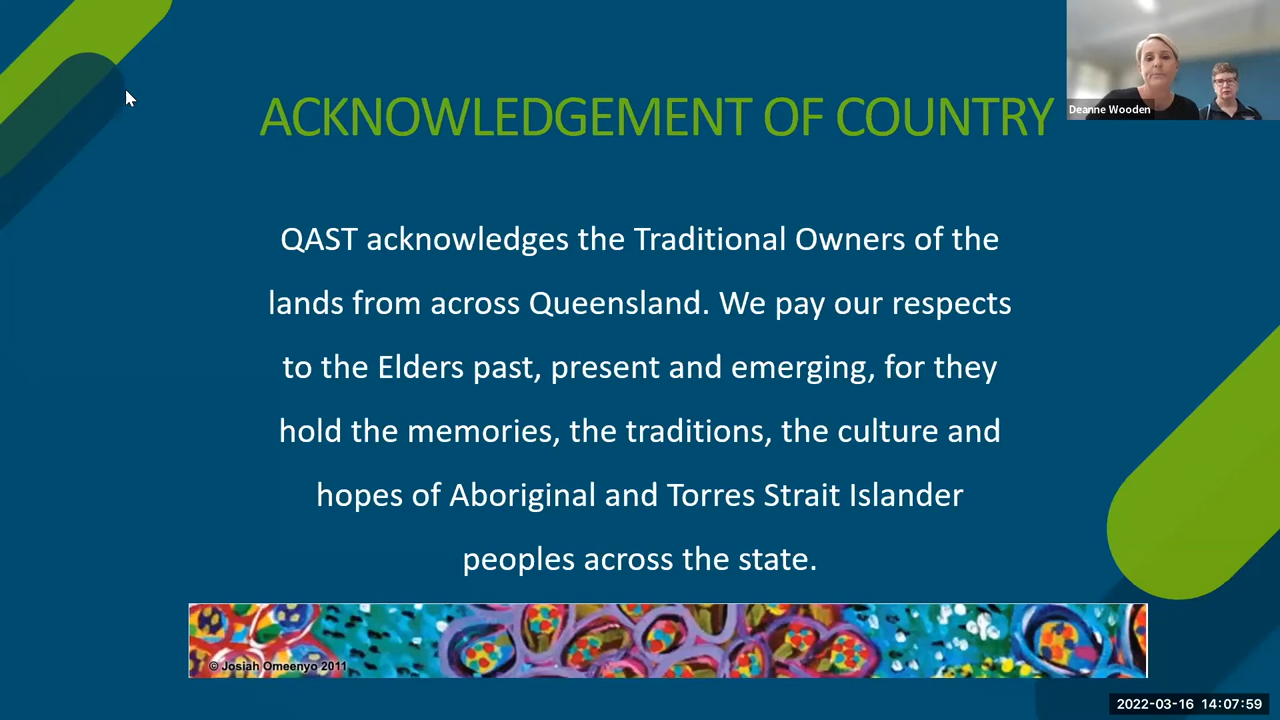 ACKNOWLEDGEMENT OF COUNTRY
Deanne Wooden
QAST acknowledges the Traditional Owners of the
lands from across Queensland. We pay our respects
to the Elders past, present and emerging, for they
hold the memories, the traditions, the culture and
hopes of Aboriginal and Torres Strait Islander
peoples across the state.
© Josiah Omeenyo 2011
2022-03-16 14:07:59